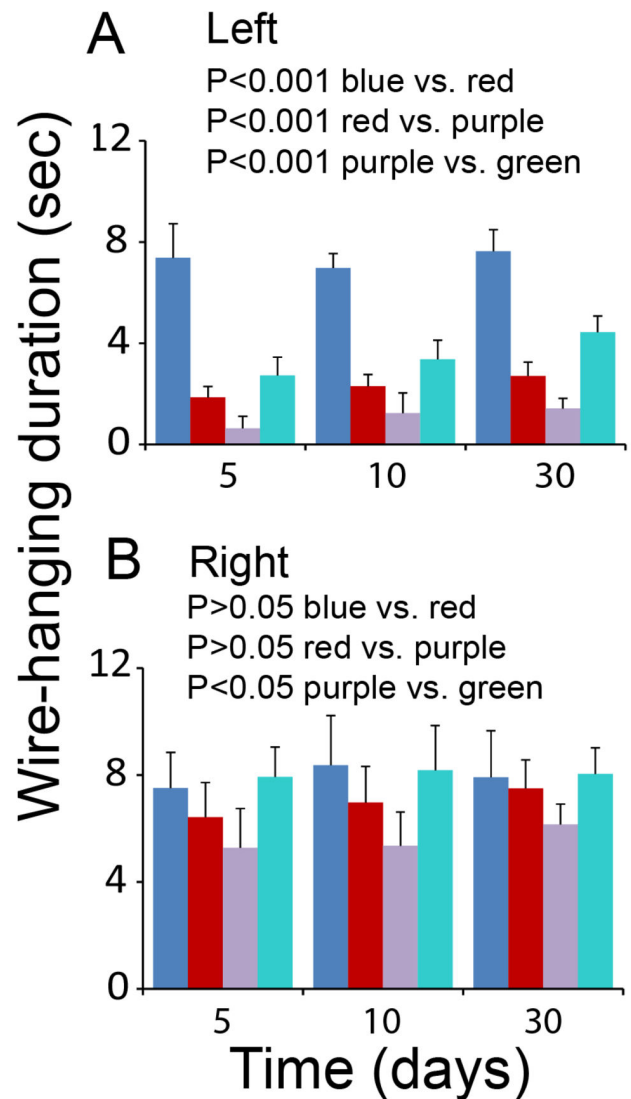 A Left
P<0.001 blue vs. red
P<0.001 red vs. purple
P<0.001 purple vs. green
12
8
4
0
5 10 30
B Right
P>0.05 blue vs. red
P>0.05 red vs. purple
P<0.05 purple vs. green
12
8
4
0
5 10 30
Time (days)
Wire-hanging duration (sec)